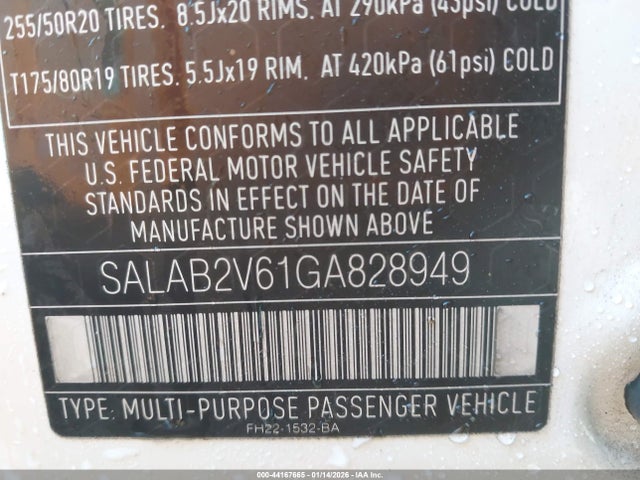 255/50R20 TIRES. 8.5Jx20 RIMS. AT 290kPa (43psi) COLD
T175/80R19 TIRES. 5.5Jx19 RIM. AT 420kPa (61psi) COLD
THIS VEHICLE CONFORMS TO ALL APPLICABLE
U.S. FEDERAL MOTOR VEHICLE SAFETY
STANDARDS IN EFFECT ON THE DATE OF
MANUFACTURE SHOWN ABOVE
SALAB2V61GA828949
TYPE: MULTI-PURPOSE PASSENGER VEHICLE
FH22-1532-BA
000-44167665 - 01/14/2026 - COPART